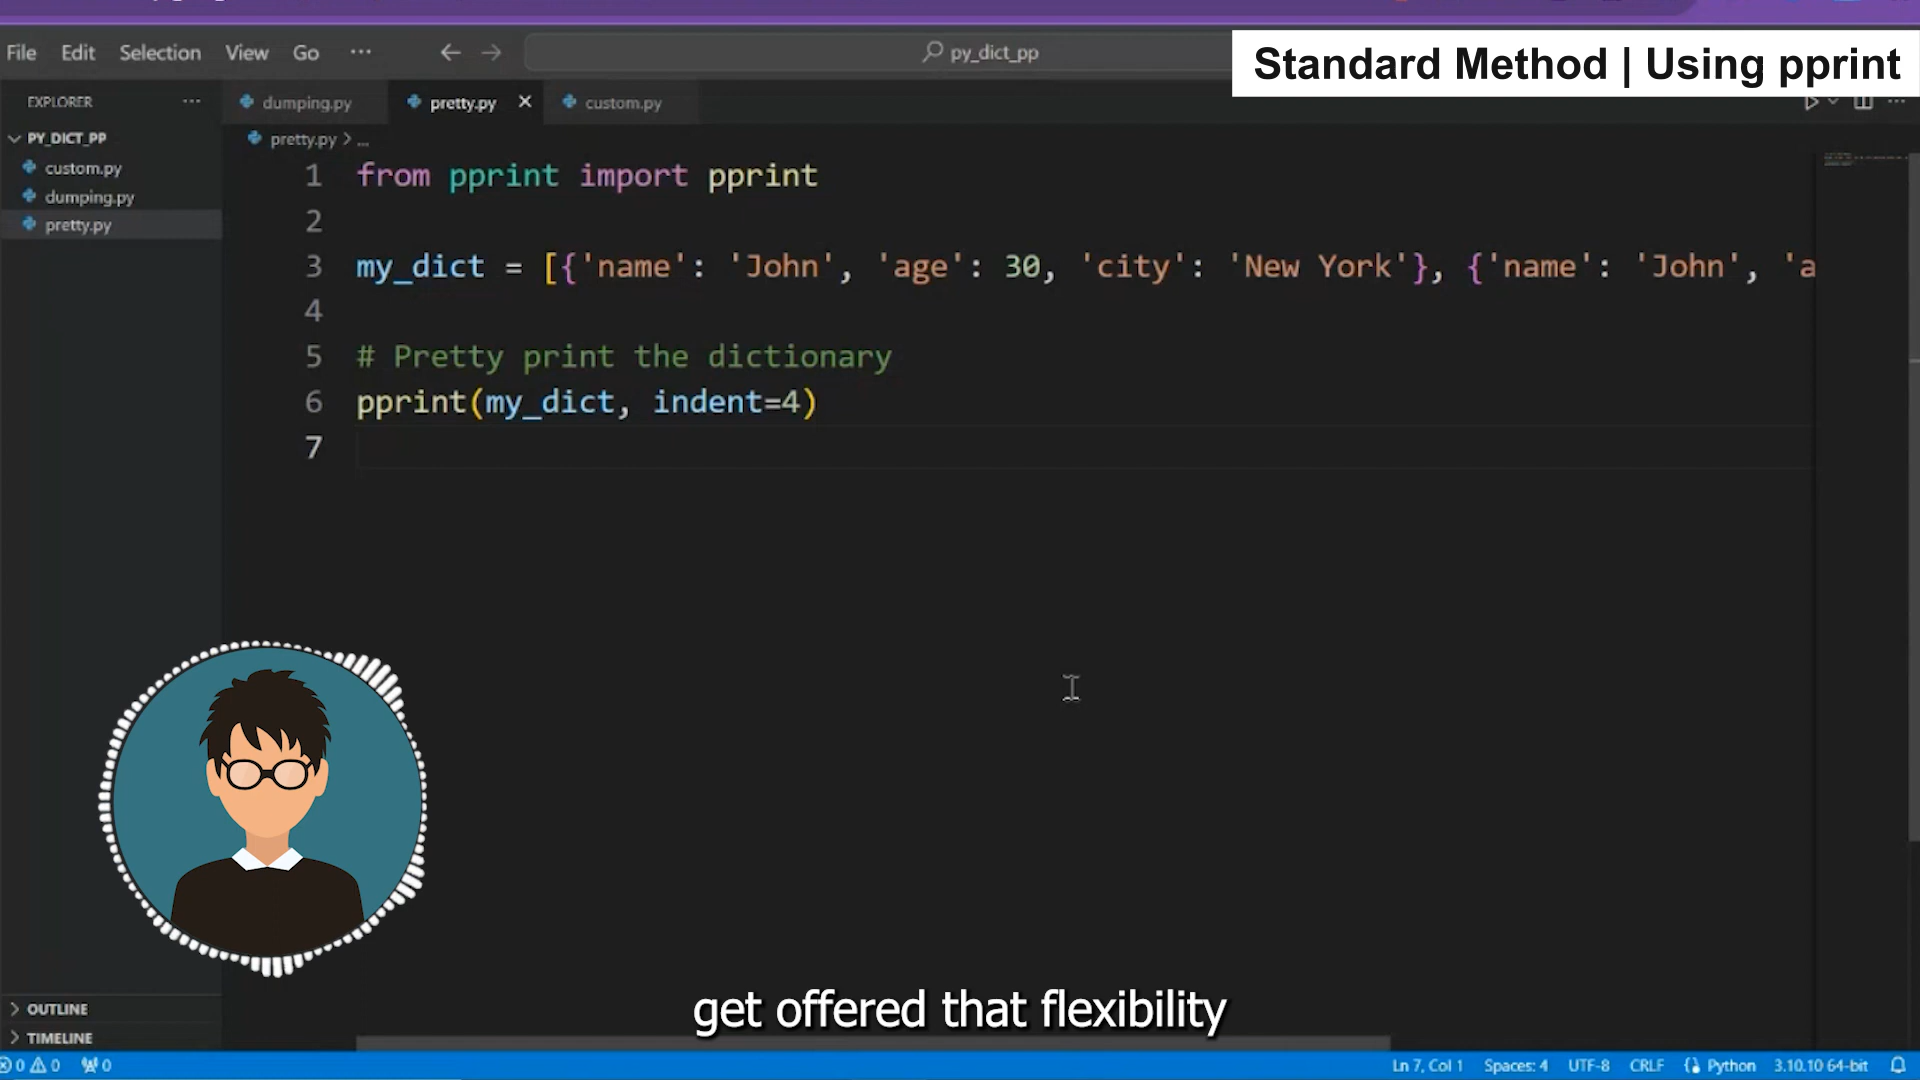 File Edit Selection View Go ···
py_dict_pp
Standard Method | Using pprint
EXPLORER ···
dumping.py
pretty.py
custom.py
PY_DICT_PP
custom.py
dumping.py
pretty.py
pretty.py > ...
1 from pprint import pprint
2
3 my_dict = [{'name': 'John', 'age': 30, 'city': 'New York'}, {'name': 'John', 'a
4
5 # Pretty print the dictionary
6 pprint(my_dict, indent=4)
7
OUTLINE
TIMELINE
get offered that flexibility
0 0 0
Ln 7, Col 1 Spaces: 4 UTF-8 CRLF Python 3.10.10 64-bit